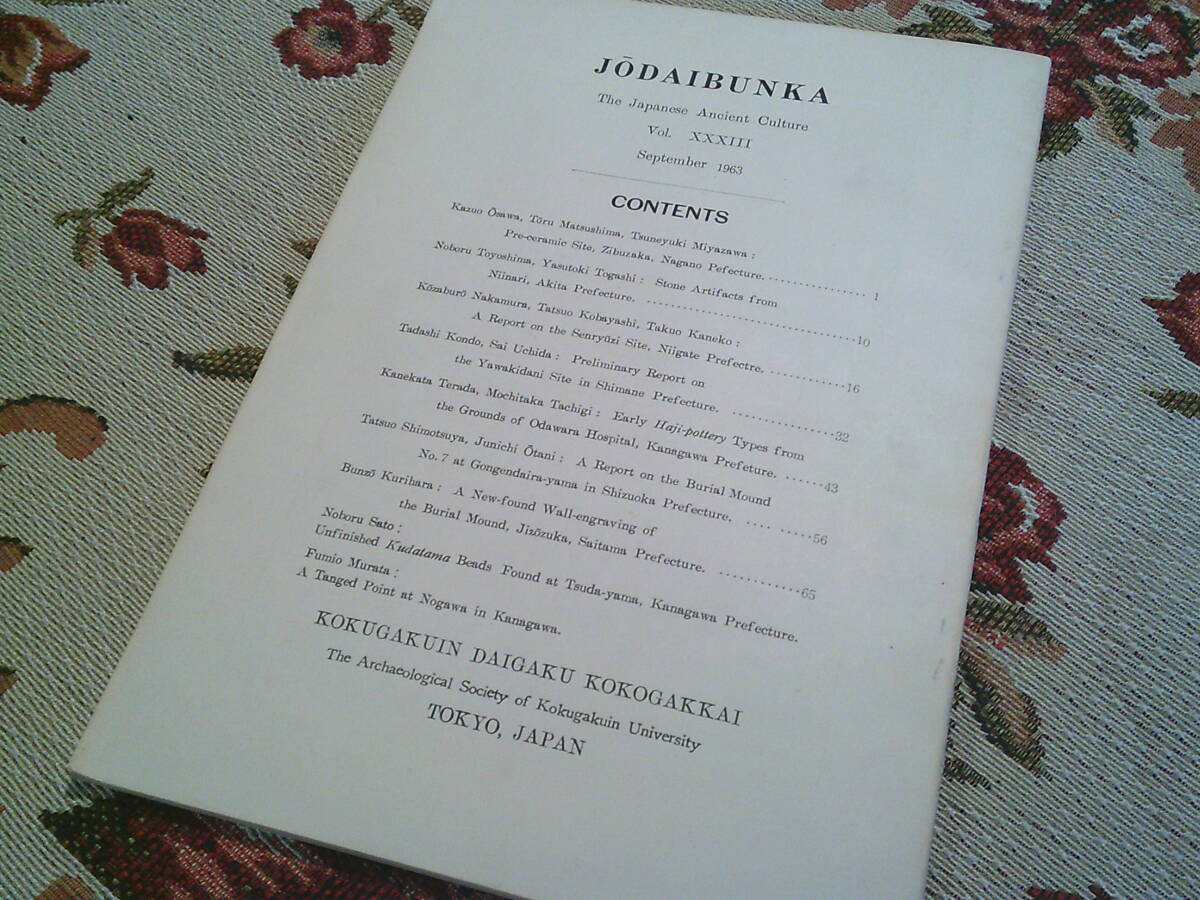 JŌDAIBUNKA
The Japanese Ancient Culture
Vol. XXXIII
September 1963
CONTENTS
Kazuo Ōsawa, Tōru Matsushima, Tsuneyuki Miyazawa:
Pre-ceramic Site, Zibuzaka, Nagano Pefecture. ................. 1
Noboru Toyoshima, Yasutoki Togashi: Stone Artifacts from
Niinari, Akita Prefecture. .................................10
Kōzaburō Nakamura, Tatsuo Kobayashi, Takuo Kaneko:
A Report on the Senryūzi Site, Niigate Prefectre. .............16
Tadashi Kondo, Sai Uchida: Preliminary Report on
the Yawakidani Site in Shimane Prefecture. ................32
Kanekata Terada, Mochitaka Tachigi: Early Haji-pottery Types from
the Grounds of Odawara Hospital, Kanagawa Prefeture. ......43
Tatsuo Shimotsuya, Junichi Ōtani: A Report on the Burial Mound
No. 7 at Gongendaira-yama in Shizuoka Prefecture. .... .........56
Bunzō Kurihara: A New-found Wall-engraving of
the Burial Mound, Jizōzuka, Saitama Prefecture. .............65
Noboru Sato:
Unfinished Kudatama Beads Found at Tsuda-yama, Kanagawa Prefecture.
Fumio Murata:
A Tanged Point at Nogawa in Kanagawa.
KOKUGAKUIN DAIGAKU KOKOGAKKAI
The Archaeological Society of Kokugakuin University
TOKYO, JAPAN